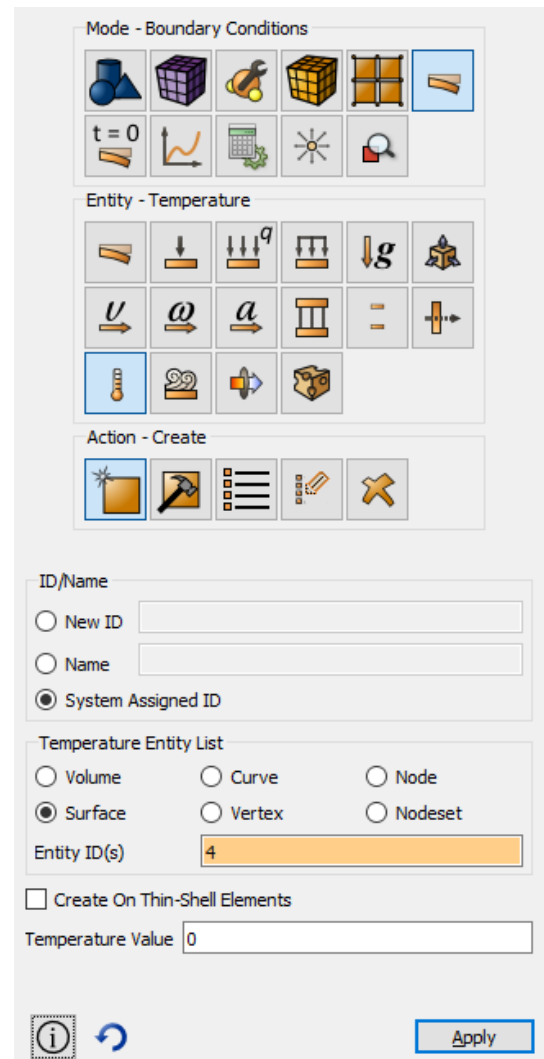 Mode - Boundary Conditions
t = 0
Entity - Temperature
q
g
υ ω a
Action - Create
ID/Name
New ID
Name
System Assigned ID
Temperature Entity List
Volume Curve Node
Surface Vertex Nodeset
Entity ID(s) 4
Create On Thin-Shell Elements
Temperature Value 0
i Apply